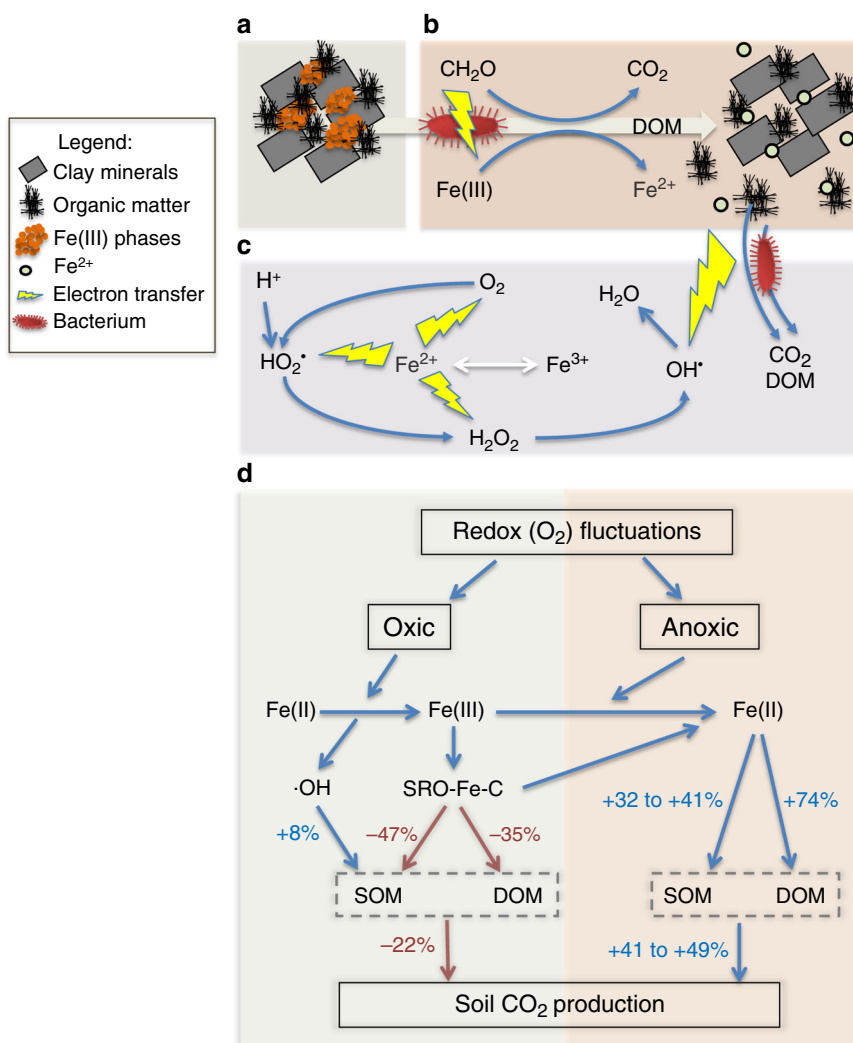 a
b
CH₂O
CO₂
DOM
Fe(III)
Fe²⁺
Legend:
Clay minerals
Organic matter
Fe(III) phases
Fe²⁺
Electron transfer
Bacterium
c
H⁺
O₂
H₂O
HO₂•
Fe²⁺
Fe³⁺
OH•
CO₂
DOM
H₂O₂
d
Redox (O₂) fluctuations
Oxic
Anoxic
Fe(II)
Fe(III)
Fe(II)
·OH
SRO-Fe-C
+32 to +41%
+74%
+8%
–47%
–35%
SOM
DOM
SOM
DOM
–22%
+41 to +49%
Soil CO₂ production